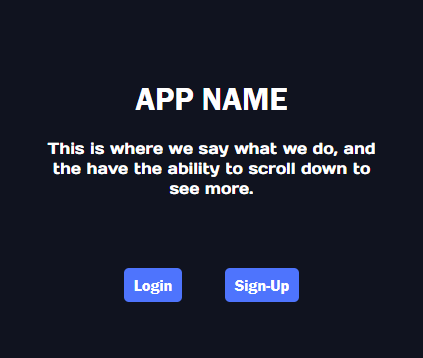 APP NAME
This is where we say what we do, and
the have the ability to scroll down to
see more.
Login
Sign-Up